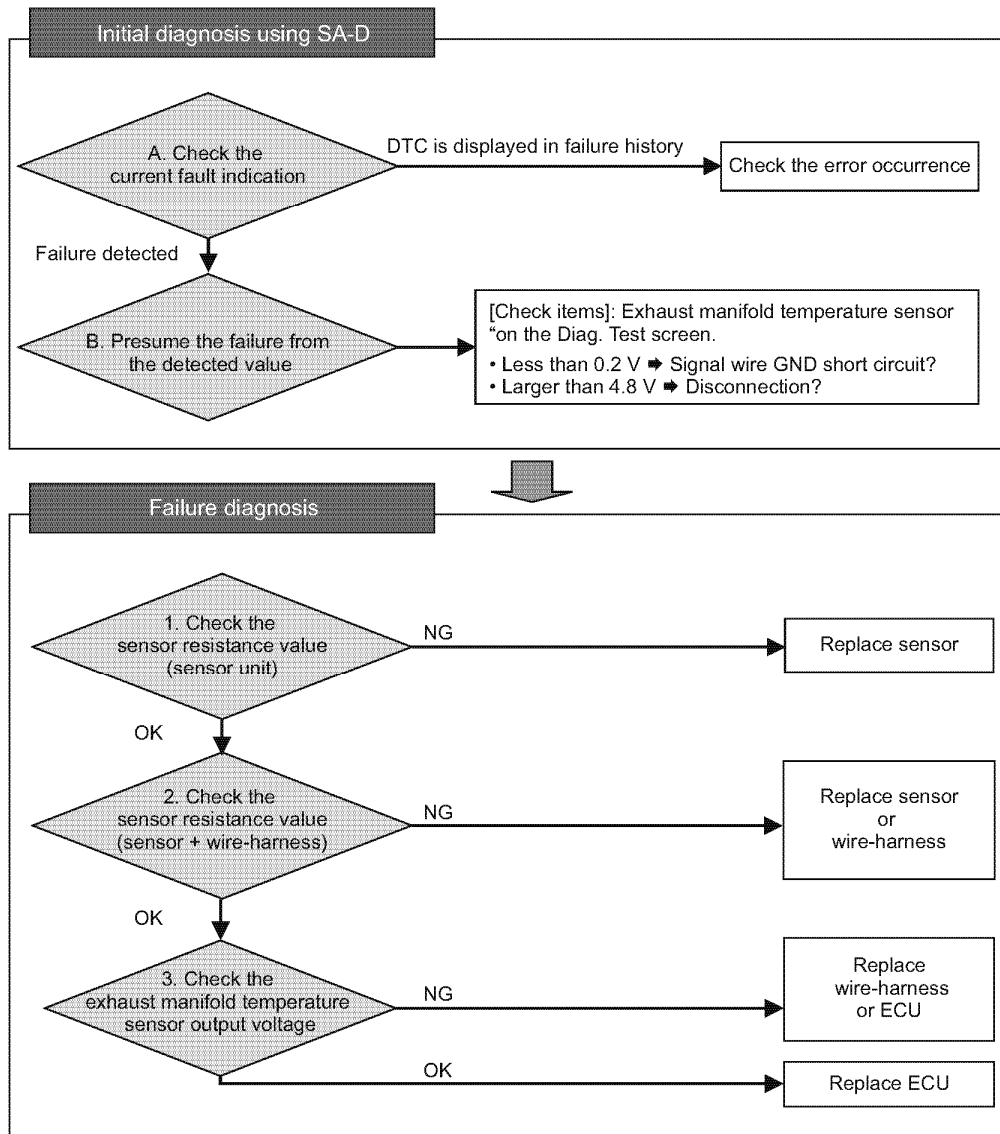 Initial diagnosis using SA-D
A. Check the
current fault indication
DTC is displayed in failure history
Check the error occurrence
Failure detected
B. Presume the failure from
the detected value
[Check items]: Exhaust manifold temperature sensor
“on the Diag. Test screen.
• Less than 0.2 V ➡ Signal wire GND short circuit?
• Larger than 4.8 V ➡ Disconnection?
Failure diagnosis
1. Check the
sensor resistance value
(sensor unit)
NG
Replace sensor
OK
2. Check the
sensor resistance value
(sensor + wire-harness)
NG
Replace sensor
or
wire-harness
OK
3. Check the
exhaust manifold temperature
sensor output voltage
NG
Replace
wire-harness
or ECU
OK
Replace ECU